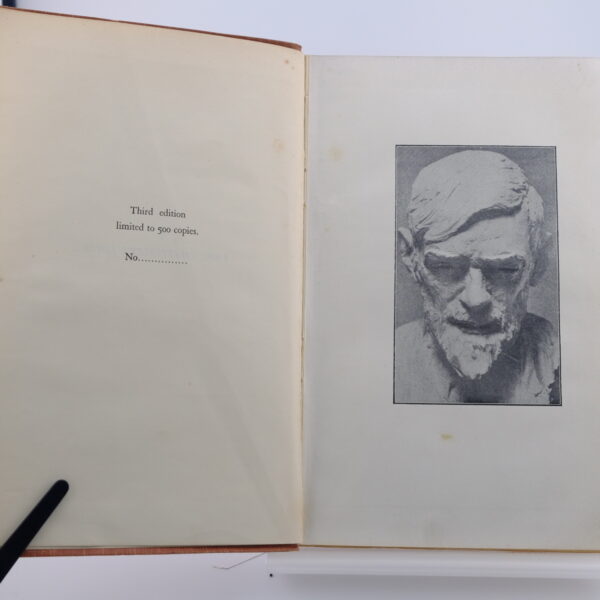 Third edition
limited to 500 copies.
No...............